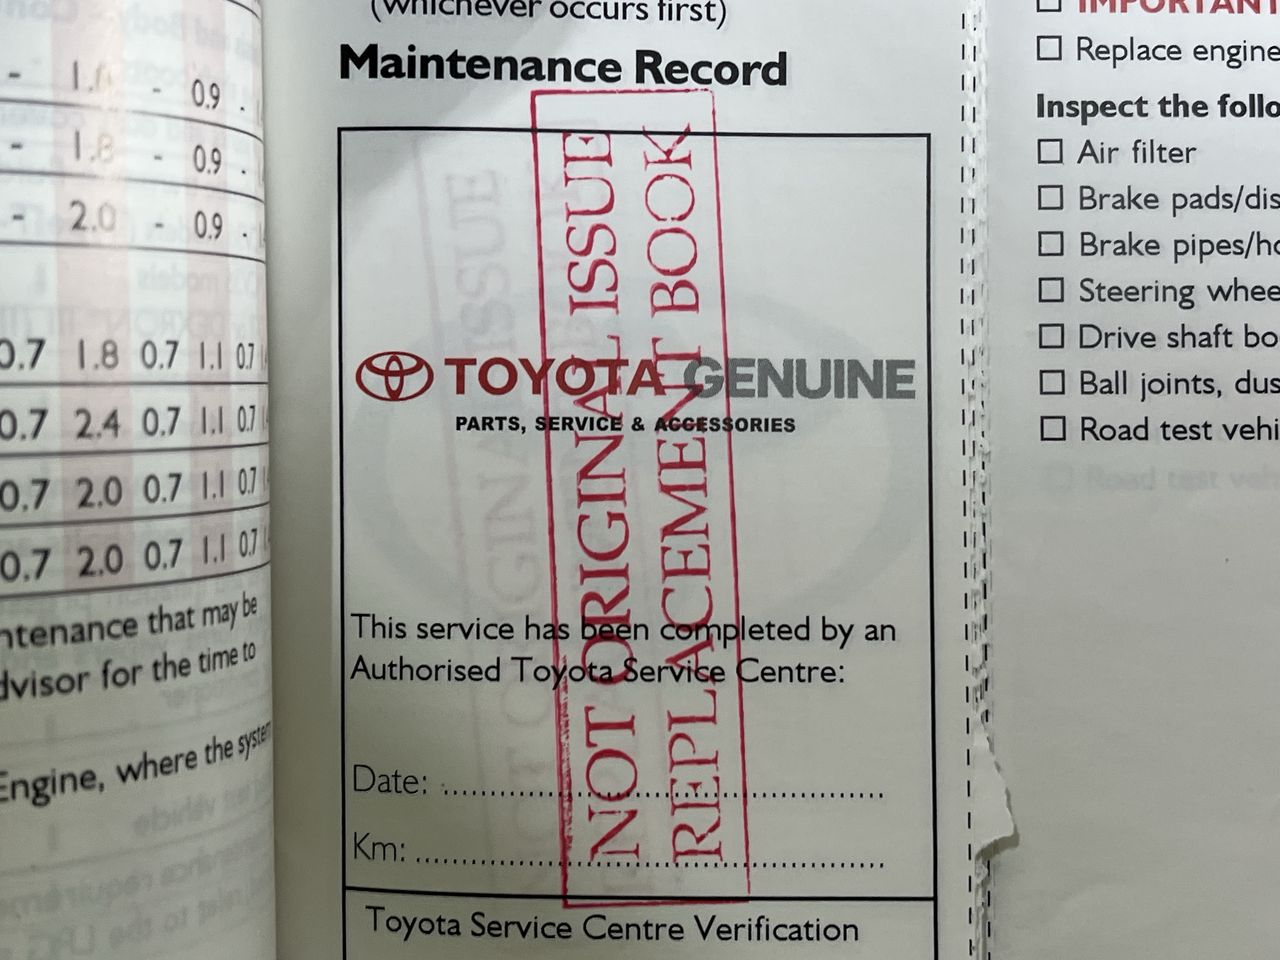 - 1. - 0.9 -
- 1.8 - 0.9 -
- 2.0 - 0.9 -
0.7 1.8 0.7 1.1 0.7
0.7 2.4 0.7 1.1 0.7
0.7 2.0 0.7 1.1 0.7
0.7 2.0 0.7 1.1 0.7
ntenance that may be
dvisor for the time to
Engine, where the system
(whichever occurs first)
Maintenance Record
TOYOTA GENUINE
PARTS, SERVICE & ACCESSORIES
NOT ORIGINAL ISSUE
REPLACEMENT BOOK
This service has been completed by an
Authorised Toyota Service Centre:
Date: ........................................
Km: ........................................
Toyota Service Centre Verification
☐ IMPORTANT
☐ Replace engine
Inspect the follo
☐ Air filter
☐ Brake pads/dis
☐ Brake pipes/ho
☐ Steering whee
☐ Drive shaft bo
☐ Ball joints, dus
☐ Road test vehi